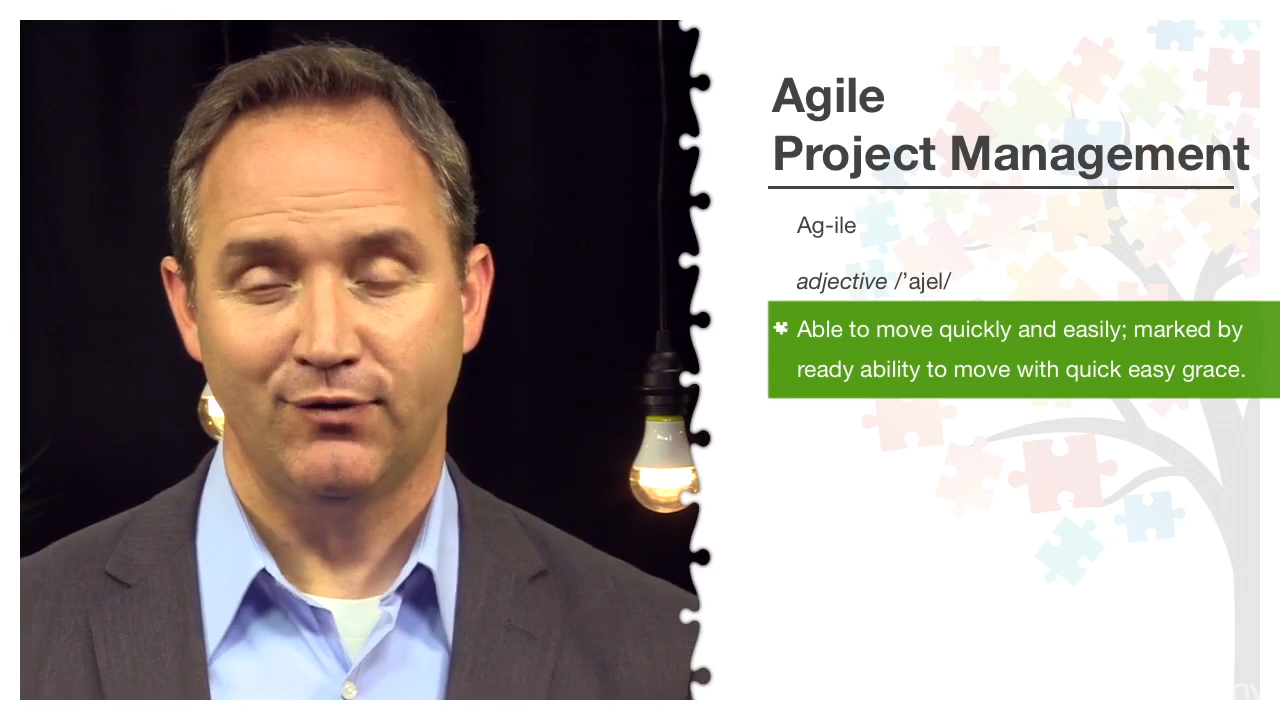 Agile
Project Management
Ag-ile
adjective /’ajel/
Able to move quickly and easily; marked by
ready ability to move with quick easy grace.